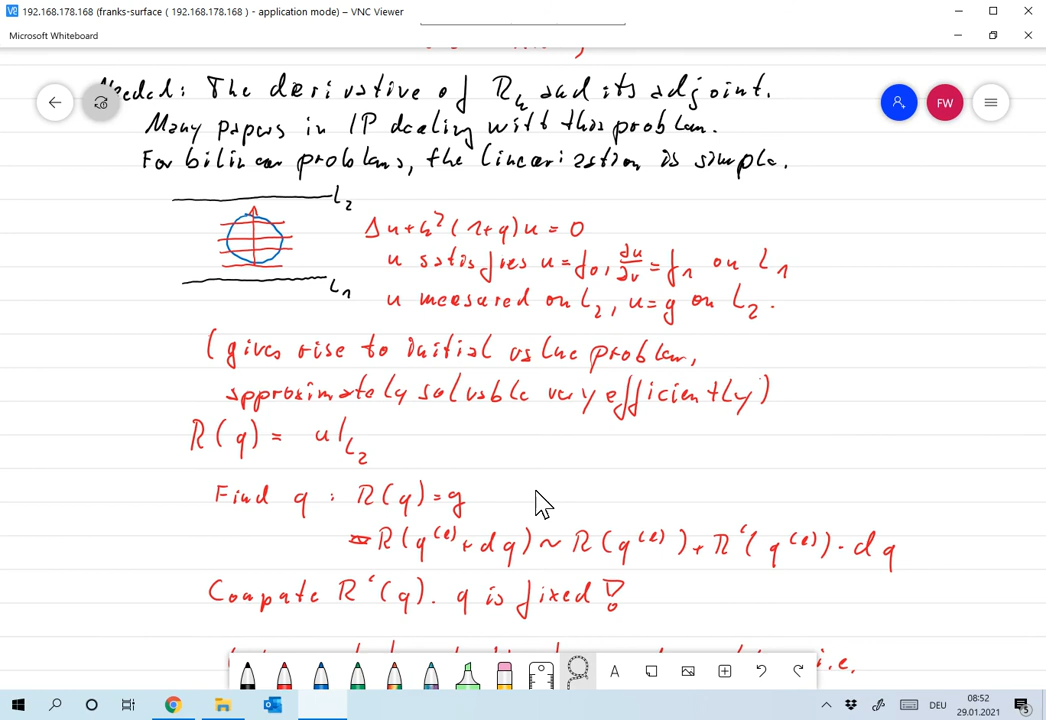 192.168.178.168 (franks-surface ( 192.168.178.168 ) - application mode) – VNC Viewer
Microsoft Whiteboard
Needed: The derivative of R_k and its adjoint.
FW
Many papers in IP dealing with this problem.
For bilinear problems, the linearization is simple.
L_2
L_1
Δu+k²(1+q)u = 0
u satisfies u = f_0, ∂u/∂ν = f_1 on L_1
u measured on L_2, u=g on L_2.
(gives rise to initial value problem,
approximately solvable very efficiently)
R(q) = u|_{L_2}
Find q : R(q)=g
R(q^{(l)}+dq) ~ R(q^{(l)})+R'(q^{(l)})·dq
Compute R'(q). q is fixed!
i.e.
A
DEU
08:52
29.01.2021
5